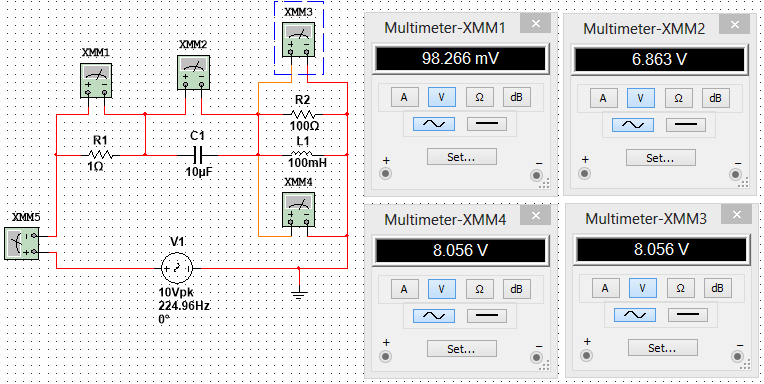 XMM1
+ -
XMM2
+ -
XMM3
+ -
R1
1Ω
C1
10µF
R2
100Ω
L1
100mH
XMM4
+ -
XMM5
V1
10Vpk
224.96Hz
0°
Multimeter-XMM1
98.266 mV
A V Ω dB
Set...
+ -
Multimeter-XMM2
6.863 V
A V Ω dB
Set...
+ -
Multimeter-XMM4
8.056 V
A V Ω dB
Set...
+ -
Multimeter-XMM3
8.056 V
A V Ω dB
Set...
+ -